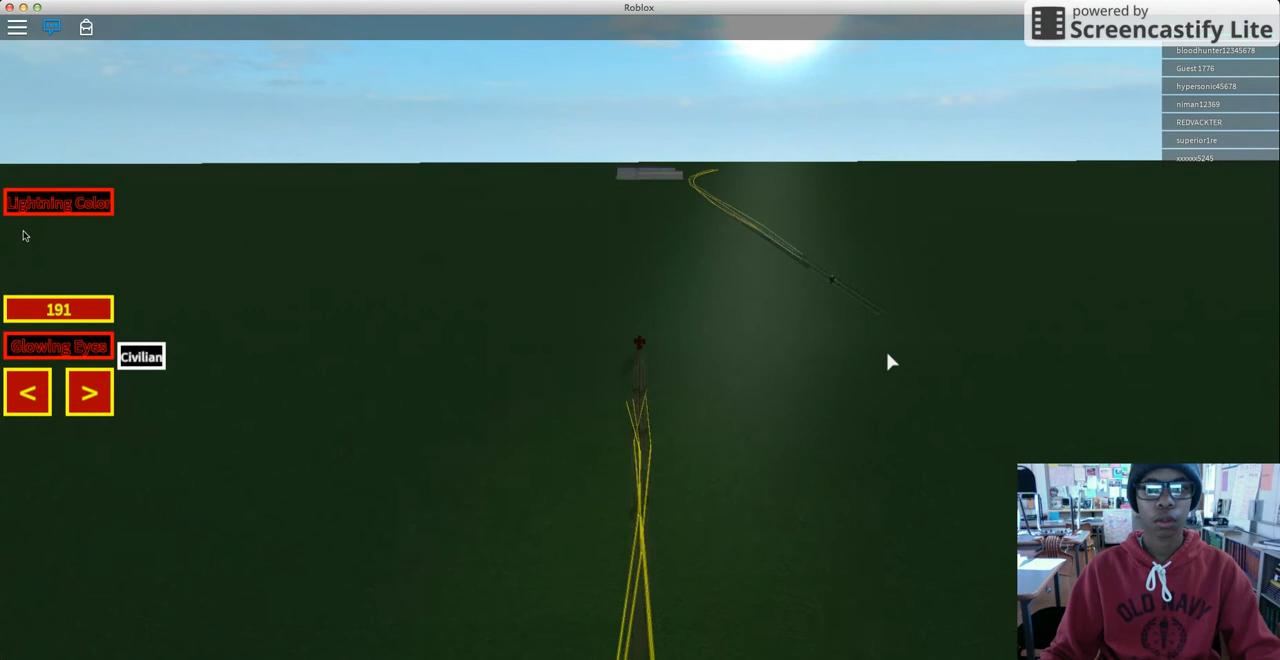 Roblox
powered by
Screencastify Lite
bloodhunter12345678
Guest 1776
hypersonic45678
niman12369
REDVACKTER
superior1re
xxxxxx5245
Lightning Color
191
Glowing Eyes
Civilian
< >
OLD NAVY